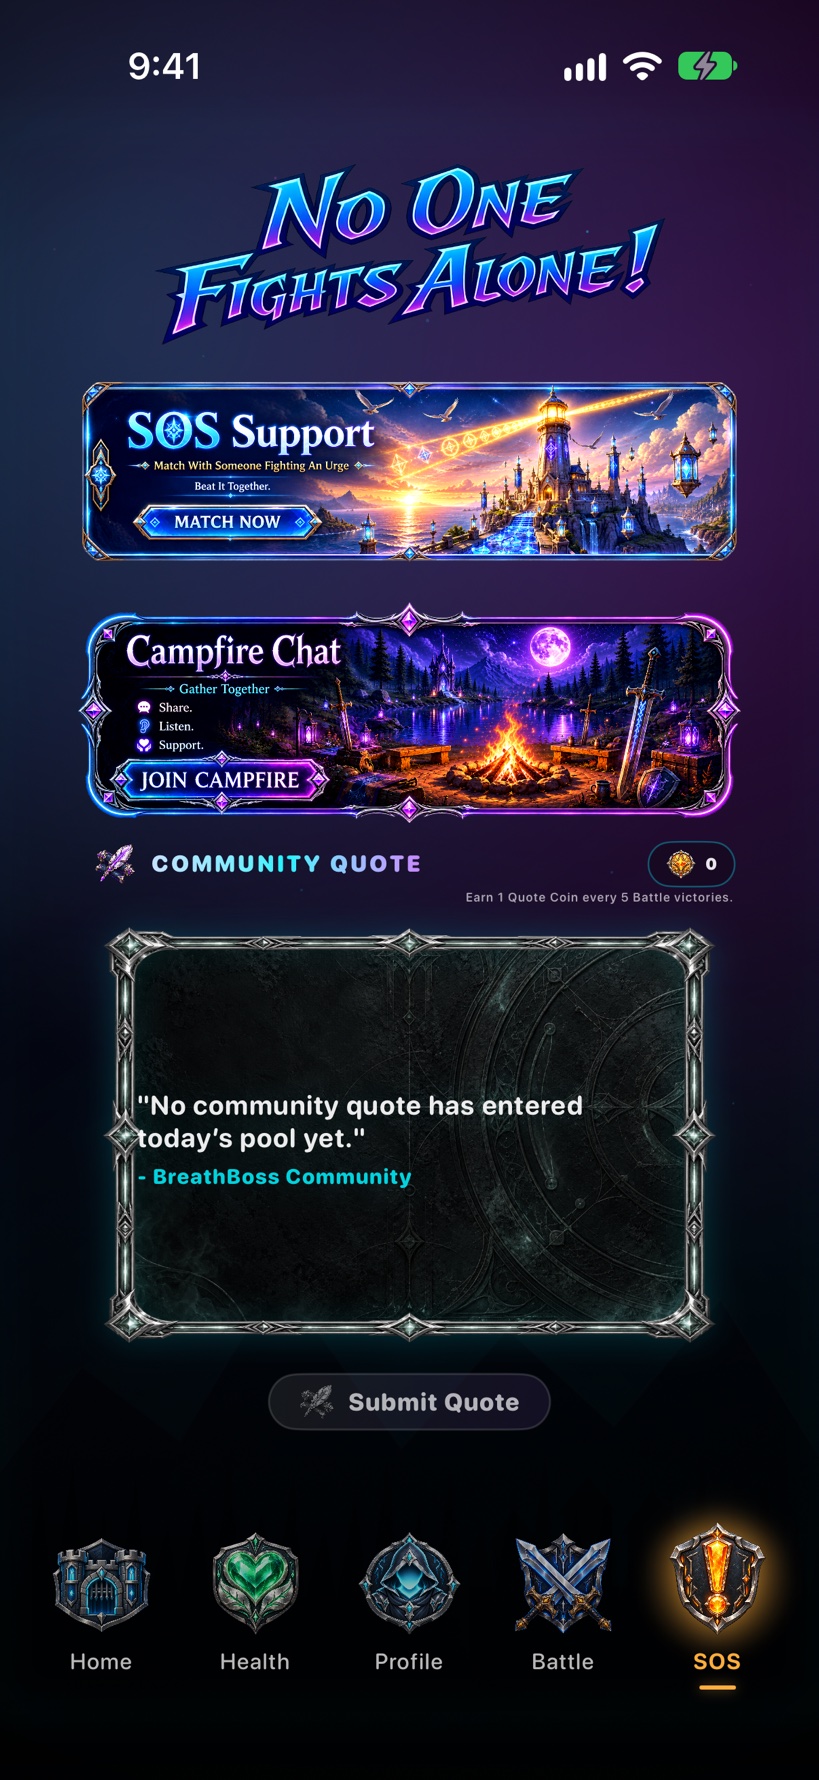 9:41
No One
Fights Alone!
SOS Support
Match With Someone Fighting An Urge
Beat It Together.
MATCH NOW
Campfire Chat
Gather Together
Share.
Listen.
Support.
JOIN CAMPFIRE
COMMUNITY QUOTE
0
Earn 1 Quote Coin every 5 Battle victories.
"No community quote has entered
today's pool yet."
- BreathBoss Community
Submit Quote
Home
Health
Profile
Battle
SOS